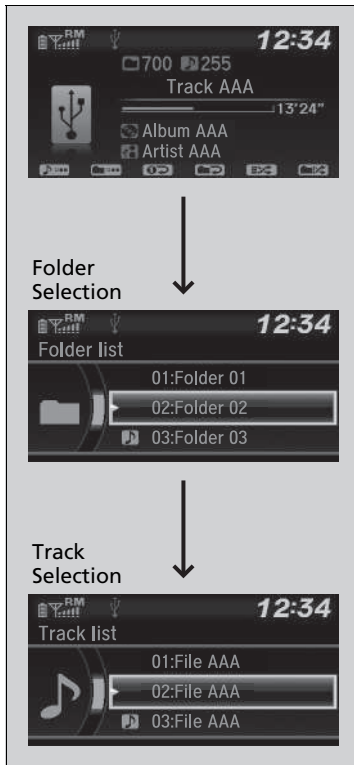 RM
12:34
700 255
Track AAA
13'24"
Album AAA
Artist AAA
Folder
Selection
RM
12:34
Folder list
01:Folder 01
02:Folder 02
03:Folder 03
Track
Selection
RM
12:34
Track list
01:File AAA
02:File AAA
03:File AAA